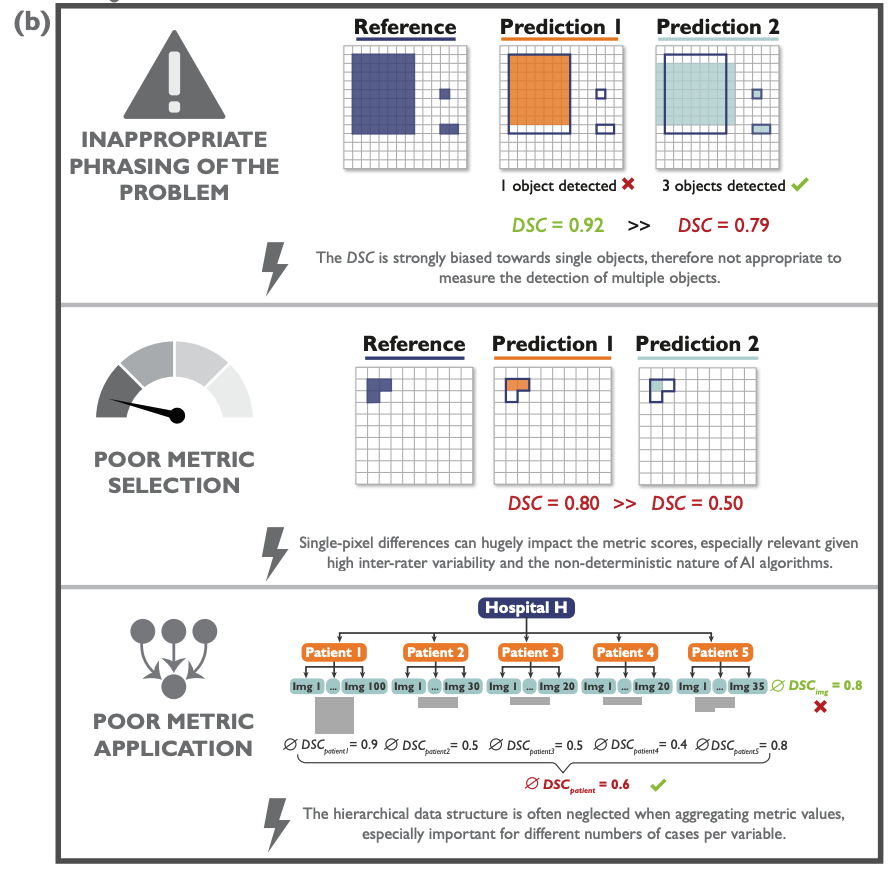 (b)
INAPPROPRIATE
PHRASING OF THE
PROBLEM
Reference Prediction 1 Prediction 2
1 object detected ✖ 3 objects detected ✔
DSC = 0.92 >> DSC = 0.79
The DSC is strongly biased towards single objects, therefore not appropriate to
measure the detection of multiple objects.
POOR METRIC
SELECTION
Reference Prediction 1 Prediction 2
DSC = 0.80 >> DSC = 0.50
Single-pixel differences can hugely impact the metric scores, especially relevant given
high inter-rater variability and the non-deterministic nature of AI algorithms.
POOR METRIC
APPLICATION
Hospital H
Patient 1 Patient 2 Patient 3 Patient 4 Patient 5
Img 1 ... Img 100 Img 1 ... Img 30 Img 1 ... Img 20 Img 1 ... Img 20 Img 1 ... Img 35 ∅ DSCimg = 0.8
∅ DSCpatient1 = 0.9 ∅ DSCpatient2 = 0.5 ∅ DSCpatient3 = 0.5 ∅ DSCpatient4 = 0.4 ∅ DSCpatient5 = 0.8
∅ DSCpatient = 0.6 ✔
The hierarchical data structure is often neglected when aggregating metric values,
especially important for different numbers of cases per variable.